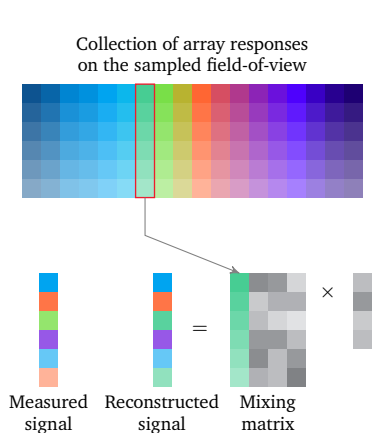 Collection of array responses
on the sampled field-of-view
×
=
Measured
signal
Reconstructed
signal
Mixing
matrix